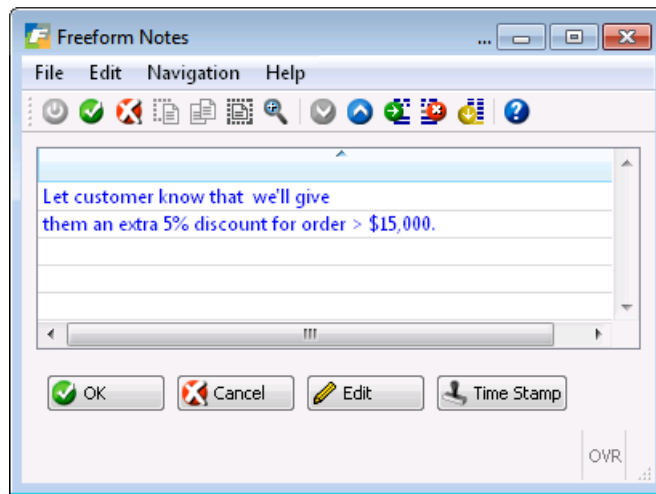 Freeform Notes ...
File Edit Navigation Help
Let customer know that  we'll give
them an extra 5% discount for order > $15,000.
OK Cancel Edit Time Stamp
OVR